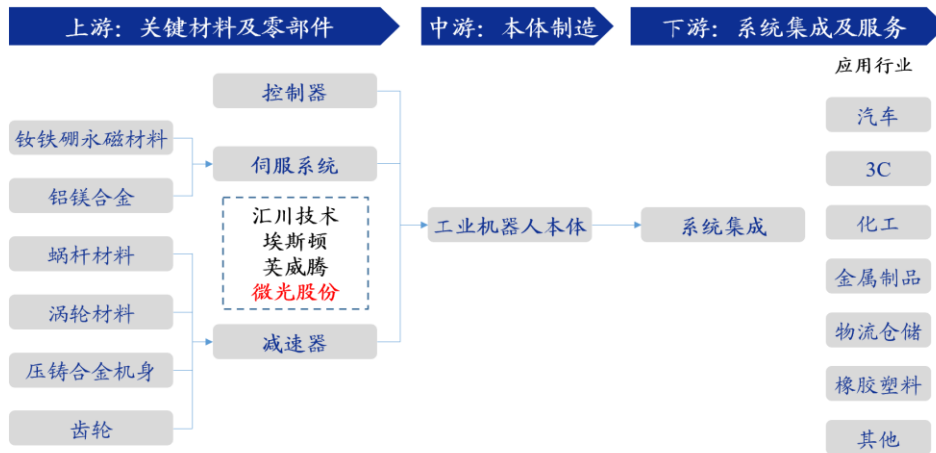 上游：关键材料及零部件
中游：本体制造
下游：系统集成及服务
应用行业
控制器
钕铁硼永磁材料
铝镁合金
伺服系统
汇川技术
埃斯顿
英威腾
微光股份
蜗杆材料
涡轮材料
压铸合金机身
齿轮
减速器
工业机器人本体
系统集成
汽车
3C
化工
金属制品
物流仓储
橡胶塑料
其他